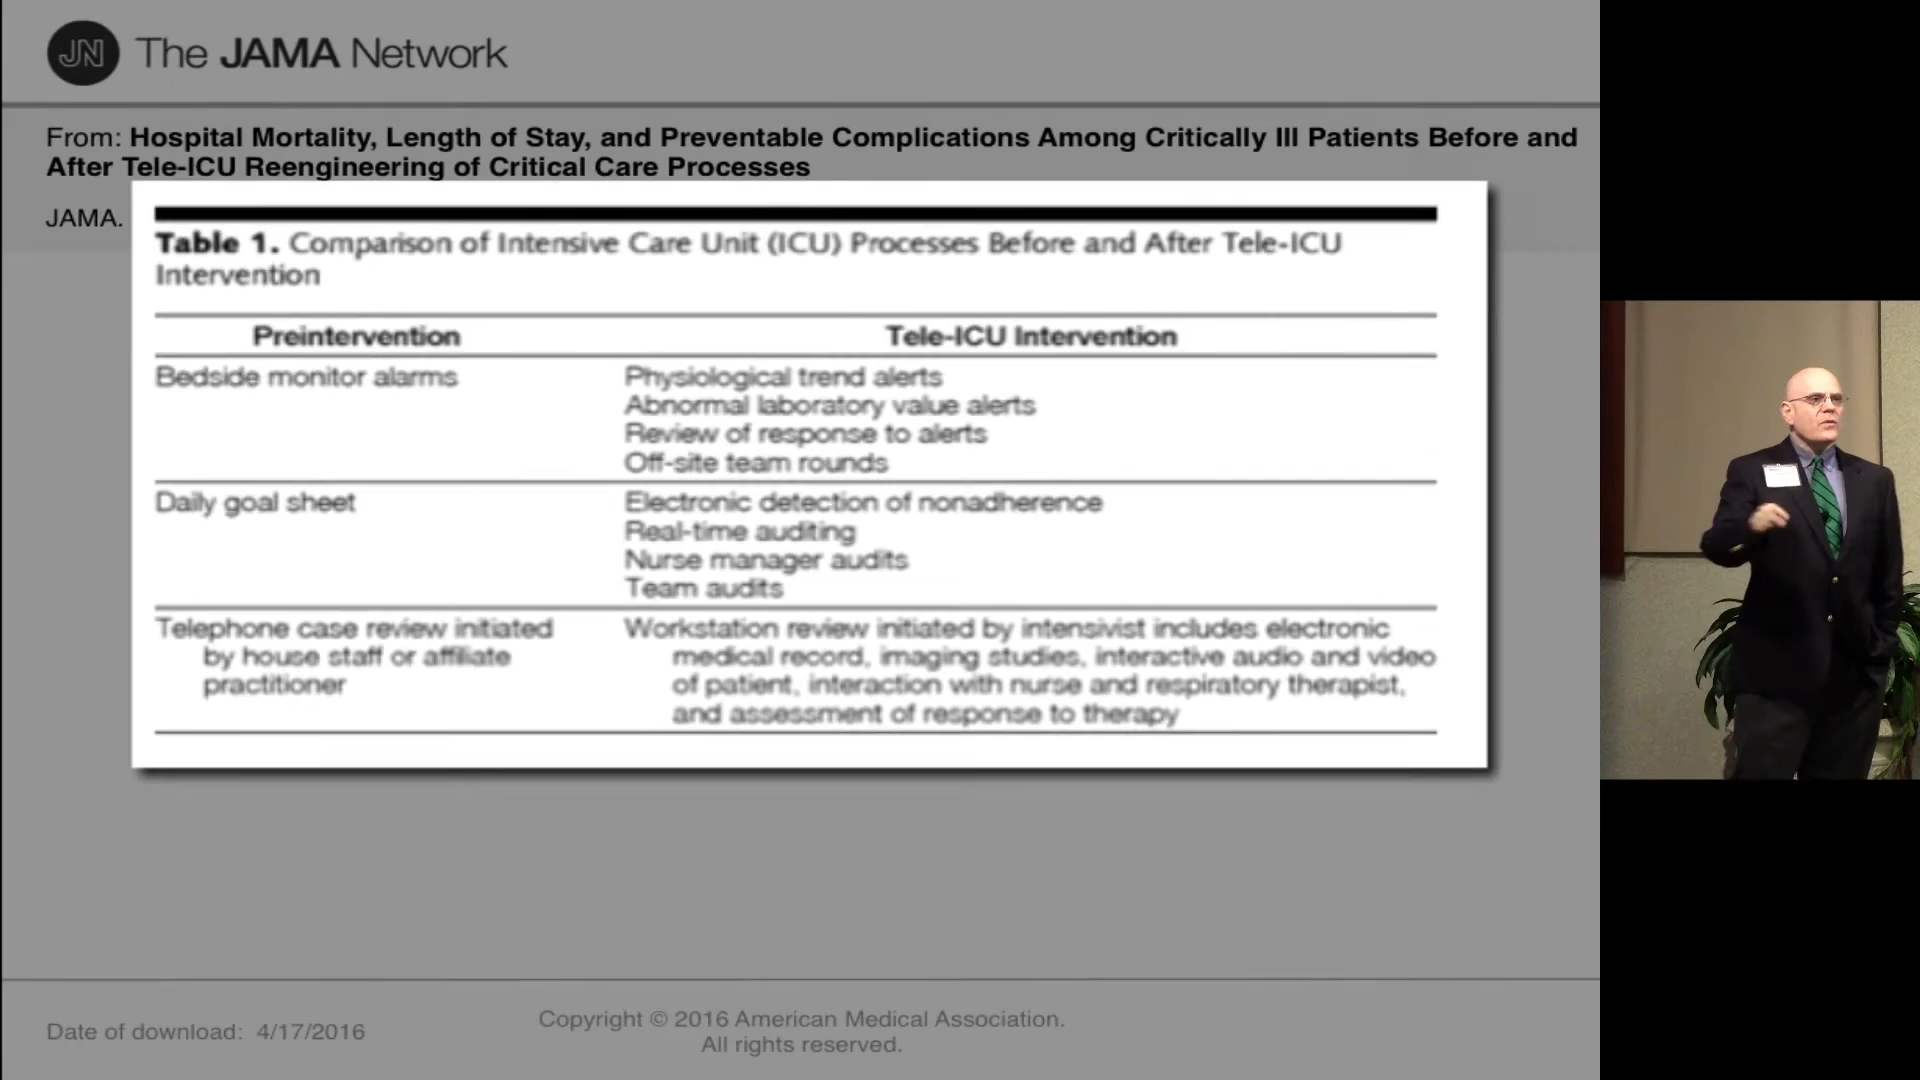 JN The JAMA Network
From: Hospital Mortality, Length of Stay, and Preventable Complications Among Critically Ill Patients Before and
After Tele-ICU Reengineering of Critical Care Processes
JAMA.
Table 1. Comparison of Intensive Care Unit (ICU) Processes Before and After Tele-ICU
Intervention
Preintervention Tele-ICU Intervention
Bedside monitor alarms Physiological trend alerts
Abnormal laboratory value alerts
Review of response to alerts
Off-site team rounds
Daily goal sheet Electronic detection of nonadherence
Real-time auditing
Nurse manager audits
Team audits
Telephone case review initiated Workstation review initiated by intensivist includes electronic
by house staff or affiliate medical record, imaging studies, interactive audio and video
practitioner of patient, interaction with nurse and respiratory therapist,
and assessment of response to therapy
Date of download: 4/17/2016
Copyright © 2016 American Medical Association.
All rights reserved.